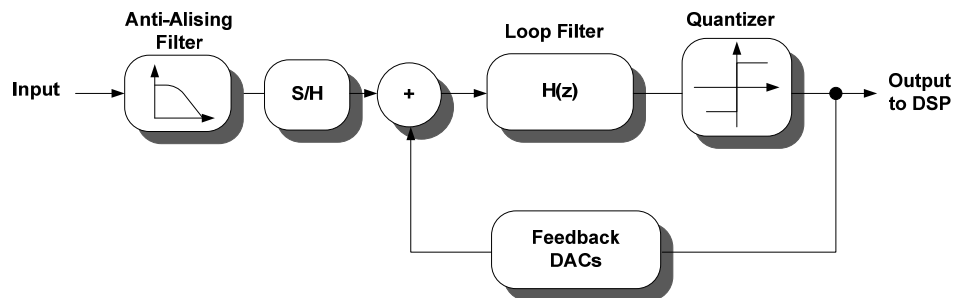 Anti-Alising
Filter
Loop Filter
Quantizer
Input
S/H
+
H(z)
Output
to DSP
Feedback
DACs